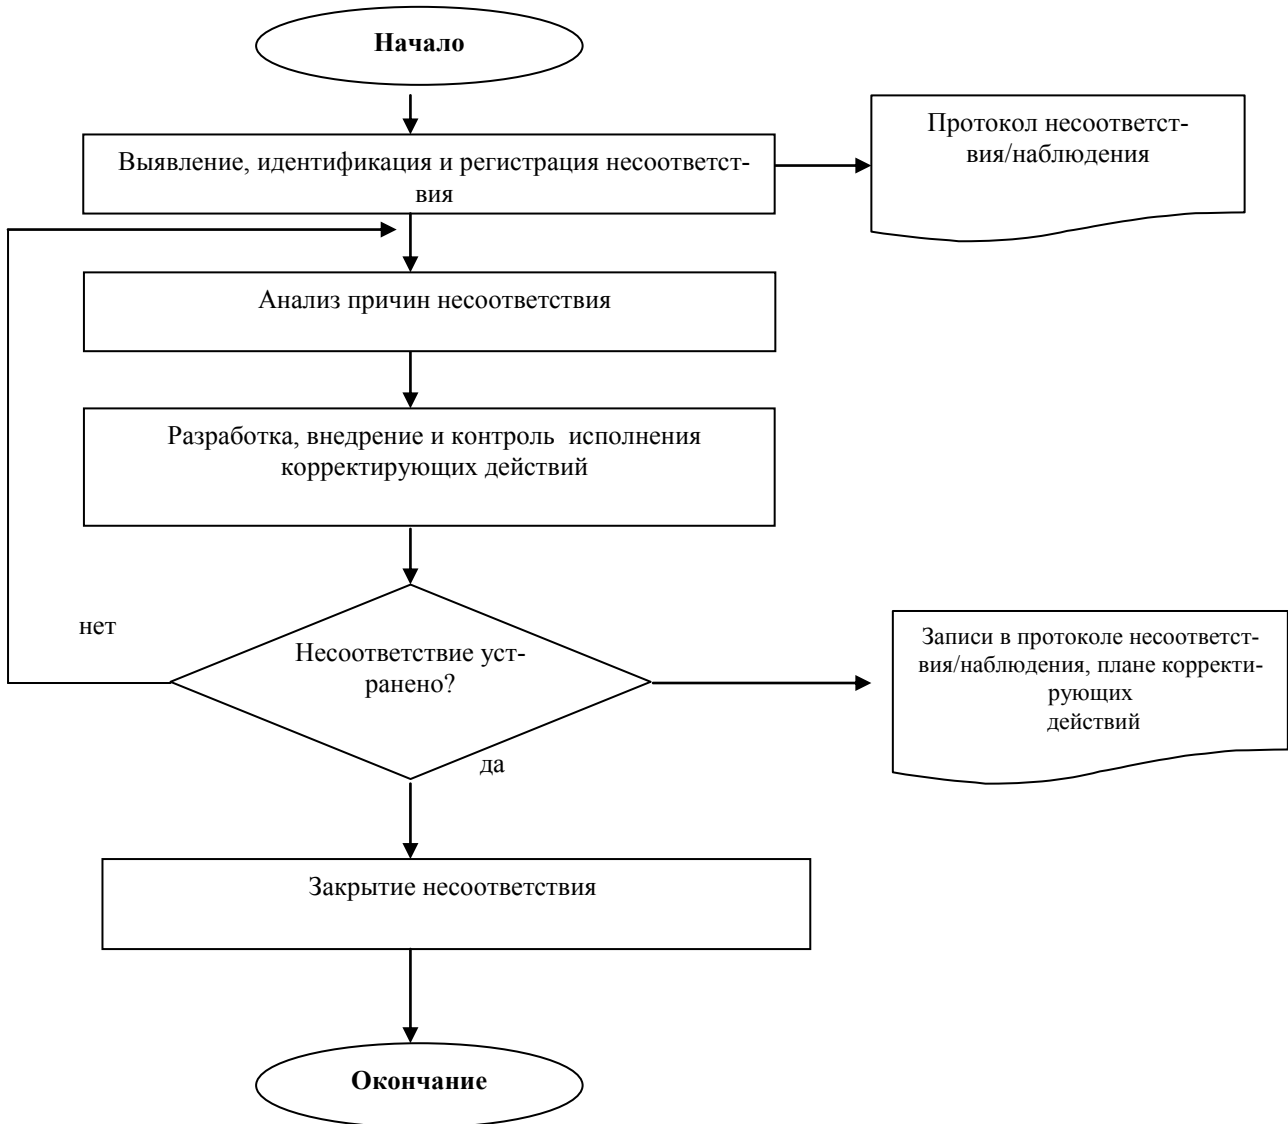 Начало
Протокол несоответст-
вия/наблюдения
Выявление, идентификация и регистрация несоответст-
вия
Анализ причин несоответствия
Разработка, внедрение и контроль  исполнения
корректирующих действий
нет
Несоответствие уст-
ранено?
Записи в протоколе несоответст-
вия/наблюдения, плане корректи-
рующих
действий
да
Закрытие несоответствия
Окончание